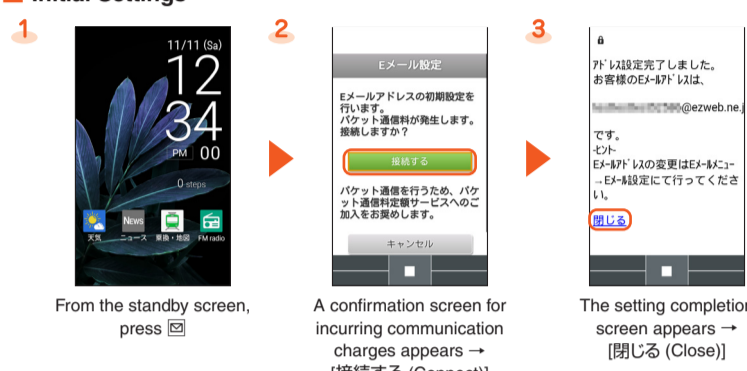 Initial Settings
1
11/11 (Sa)
12
34
PM 00
0 steps
NEWS
天気 ニュース 乗換・地図 FM radio
From the standby screen,
press
2
Eメール設定
Eメールアドレスの初期設定を
行います。
パケット通信料が発生します。
接続しますか？
接続する
パケット通信を行うため、パケ
ット通信料定額サービスへのご
加入をお奨めします。
キャンセル
A confirmation screen for
incurring communication
charges appears →
[接続する (Connect)]
3
ｱﾄﾞﾚｽ設定完了しました。
お客様のEﾒｰﾙｱﾄﾞﾚｽは、
@ezweb.ne.j
です。
-ﾋﾝﾄ-
Eﾒｰﾙｱﾄﾞﾚｽの変更はEﾒｰﾙﾒﾆｭｰ
→Eﾒｰﾙ設定にて行ってくださ
い。
閉じる
The setting completion
screen appears →
[閉じる (Close)]